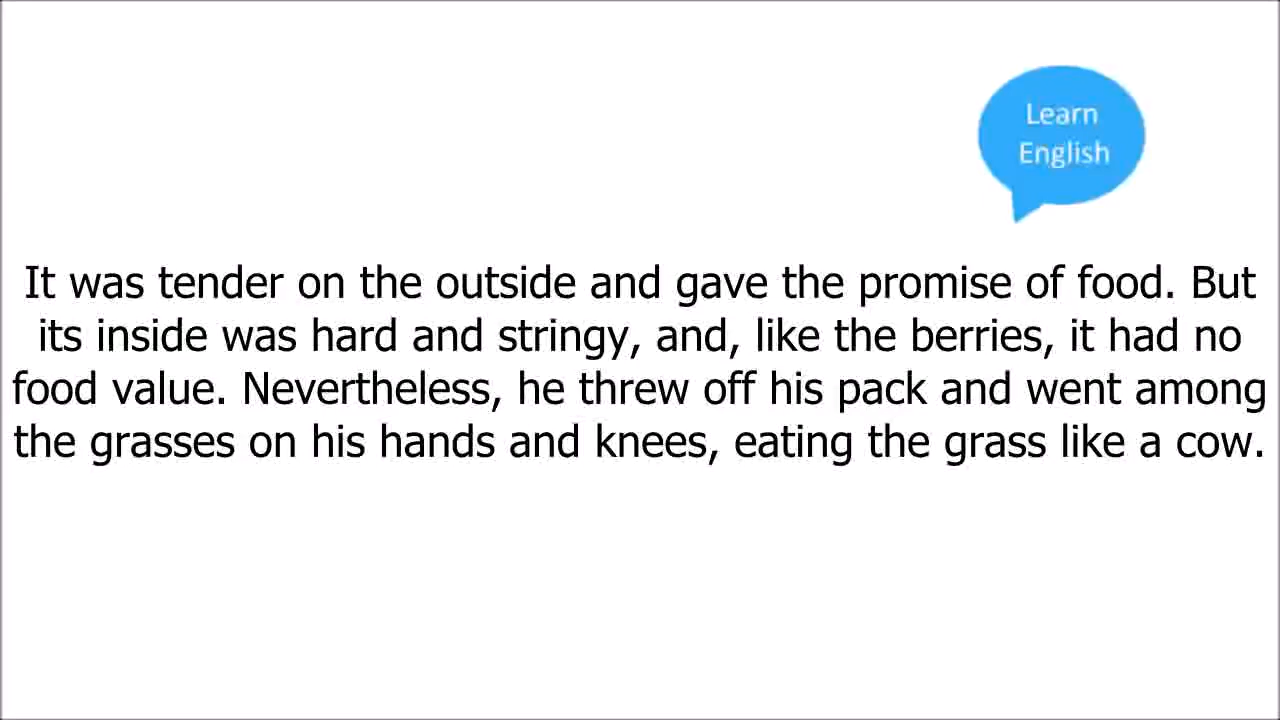 Learn
English
It was tender on the outside and gave the promise of food. But
its inside was hard and stringy, and, like the berries, it had no
food value. Nevertheless, he threw off his pack and went among
the grasses on his hands and knees, eating the grass like a cow.